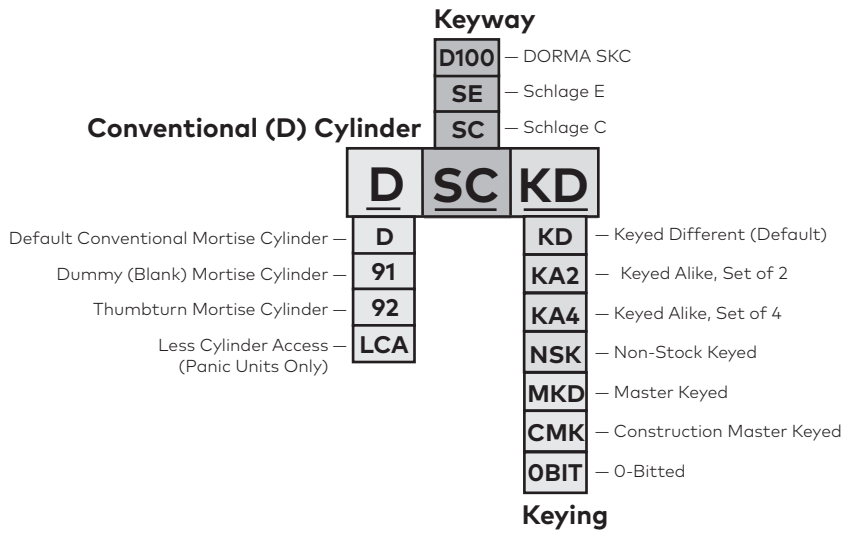 Keyway
D100 — DORMA SKC
SE — Schlage E
SC — Schlage C
Conventional (D) Cylinder
D SC KD
Default Conventional Mortise Cylinder — D
Dummy (Blank) Mortise Cylinder — 91
Thumbturn Mortise Cylinder — 92
Less Cylinder Access — LCA
(Panic Units Only)
KD — Keyed Different (Default)
KA2 — Keyed Alike, Set of 2
KA4 — Keyed Alike, Set of 4
NSK — Non-Stock Keyed
MKD — Master Keyed
CMK — Construction Master Keyed
0BIT — 0-Bitted
Keying